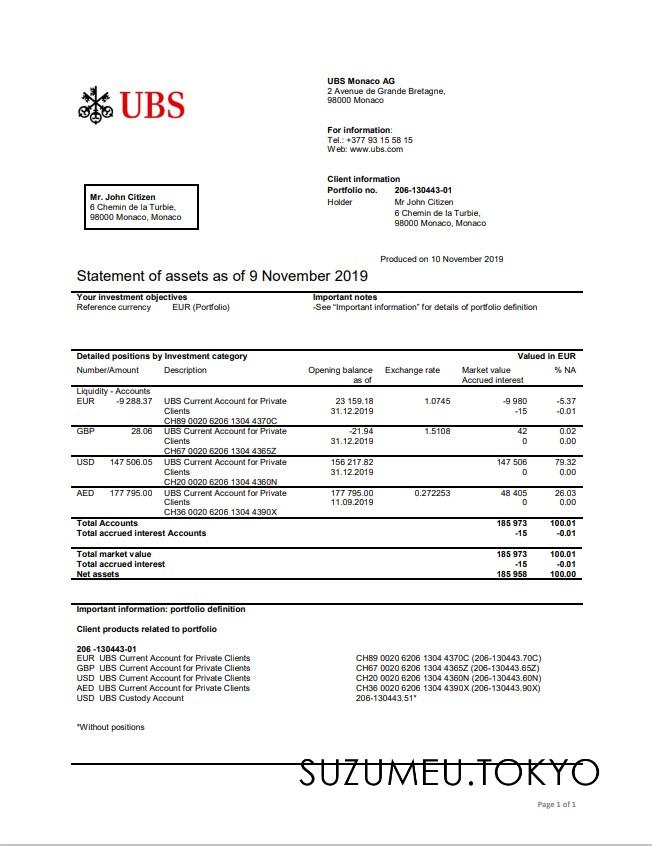 UBS
UBS Monaco AG
2 Avenue de Grande Bretagne,
98000 Monaco
For information:
Tel.: +377 93 15 58 15
Web: www.ubs.com
Client information
Portfolio no. 206-130443-01
Holder Mr John Citizen
6 Chemin de la Turbie,
98000 Monaco, Monaco
Mr. John Citizen
6 Chemin de la Turbie,
98000 Monaco, Monaco
Produced on 10 November 2019
Statement of assets as of 9 November 2019
Your investment objectives Important notes
Reference currency EUR (Portfolio) -See “Important information” for details of portfolio definition
Detailed positions by Investment category Valued in EUR
Number/Amount Description Opening balance Exchange rate Market value % NA
as of Accrued interest
Liquidity - Accounts
EUR -9 288.37 UBS Current Account for Private 23 159.18 1.0745 -9 980 -5.37
Clients 31.12.2019 -15 -0.01
CH89 0020 6206 1304 4370C
GBP 28.06 UBS Current Account for Private -21.94 1.5108 42 0.02
Clients 31.12.2019 0 0.00
CH67 0020 6206 1304 4365Z
USD 147 506.05 UBS Current Account for Private 156 217.82 147 506 79.32
Clients 31.12.2019 0 0.00
CH20 0020 6206 1304 4360N
AED 177 795.00 UBS Current Account for Private 177 795.00 0.272253 48 405 26.03
Clients 11.09.2019 0 0.00
CH36 0020 6206 1304 4390X
Total Accounts 185 973 100.01
Total accrued interest Accounts -15 -0.01
Total market value 185 973 100.01
Total accrued interest -15 -0.01
Net assets 185 958 100.00
Important information: portfolio definition
Client products related to portfolio
206 -130443-01
EUR UBS Current Account for Private Clients CH89 0020 6206 1304 4370C (206-130443.70C)
GBP UBS Current Account for Private Clients CH67 0020 6206 1304 4365Z (206-130443.65Z)
USD UBS Current Account for Private Clients CH20 0020 6206 1304 4360N (206-130443.60N)
AED UBS Current Account for Private Clients CH36 0020 6206 1304 4390X (206-130443.90X)
USD UBS Custody Account 206-130443.51*
*Without positions
SUZUMEU.TOKYO
Page 1 of 1